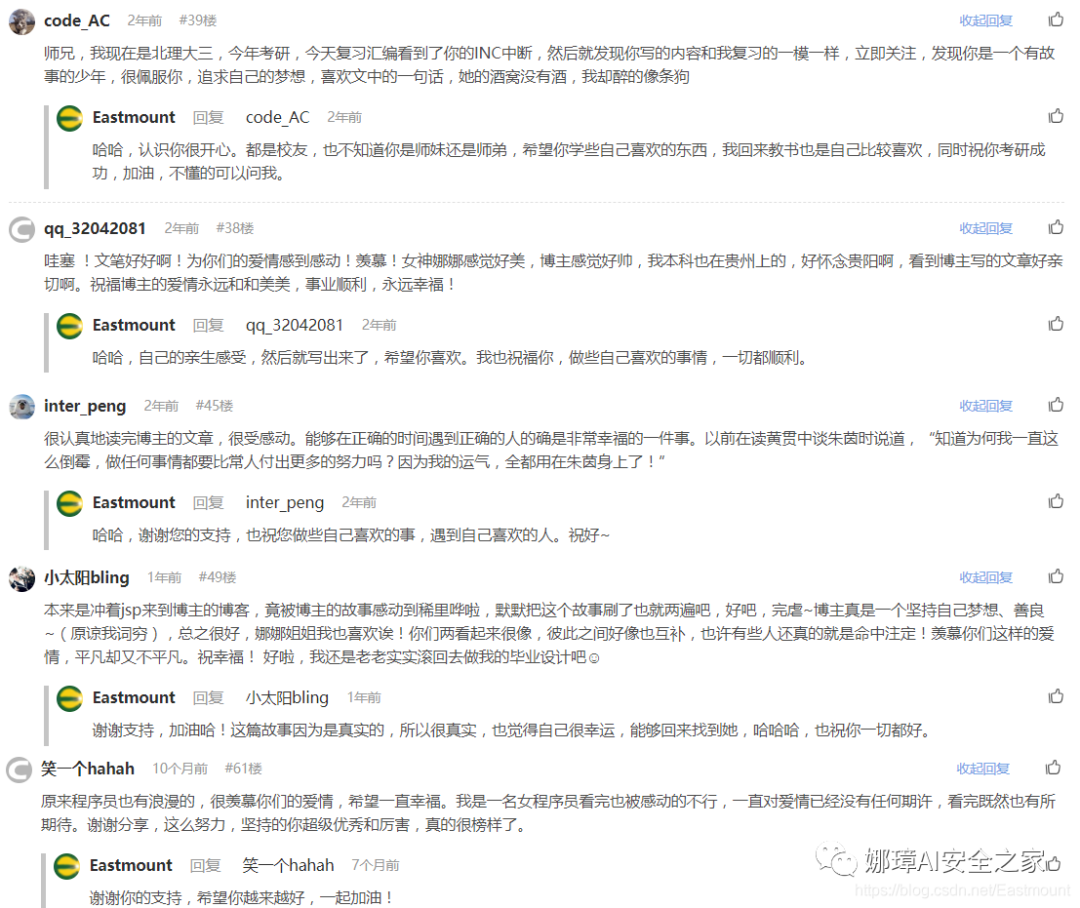 code_AC 2年前 #39楼 收起回复
师兄，我现在是北理大三，今年考研，今天复习汇编看到了你的INC中断，然后就发现你写的内容和我复习的一模一样，立即关注，发现你是一个有故
事的少年，很佩服你，追求自己的梦想，喜欢文中的一句话，她的酒窝没有酒，我却醉的像条狗
Eastmount 回复 code_AC 2年前
哈哈，认识你很开心。都是校友，也不知道你是师妹还是师弟，希望你学些自己喜欢的东西，我回来教书也是自己比较喜欢，同时祝你考研成
功，加油，不懂的可以问我。
qq_32042081 2年前 #38楼 收起回复
哇塞 ！文笔好好啊！为你们的爱情感到感动！羡慕！女神娜娜感觉好美，博主感觉好帅，我本科也在贵州上的，好怀念贵阳啊，看到博主写的文章好亲
切啊。祝福博主的爱情永远和和美美，事业顺利，永远幸福！
Eastmount 回复 qq_32042081 2年前
哈哈，自己的亲生感受，然后就写出来了，希望你喜欢。我也祝福你，做些自己喜欢的事情，一切都顺利。
inter_peng 2年前 #45楼 收起回复
很认真地读完博主的文章，很受感动。能够在正确的时间遇到正确的人的确是非常幸福的一件事。以前在读黄贯中谈朱茵时说道，“知道为何我一直这
么倒霉，做任何事情都要比常人付出更多的努力吗？因为我的运气，全都用在朱茵身上了！”
Eastmount 回复 inter_peng 2年前
哈哈，谢谢您的支持，也祝您做些自己喜欢的事，遇到自己喜欢的人。祝好~
小太阳bling 1年前 #49楼 收起回复
本来是冲着jsp来到博主的博客，竟被博主的故事感动到稀里哗啦，默默把这个故事刷了也就两遍吧，好吧，完虐~博主真是一个坚持自己梦想、善良
~（原谅我词穷），总之很好，娜娜姐姐我也喜欢诶！你们两看起来很像，彼此之间好像也互补，也许有些人还真的就是命中注定！羡慕你们这样的爱
情，平凡却又不平凡。祝幸福！ 好啦，我还是老老实实滚回去做我的毕业设计吧☺
Eastmount 回复 小太阳bling 1年前
谢谢支持，加油哈！这篇故事因为是真实的，所以很真实，也觉得自己很幸运，能够回来找到她，哈哈哈，也祝你一切都好。
笑一个hahah 10个月前 #61楼 收起回复
原来程序员也有浪漫的，很羡慕你们的爱情，希望一直幸福。我是一名女程序员看完也被感动的不行，一直对爱情已经没有任何期许，看完既然也有所
期待。谢谢分享，这么努力，坚持的你超级优秀和厉害，真的很榜样了。
Eastmount 回复 笑一个hahah 7个月前
娜璋AI安全之家
谢谢你的支持，希望你越来越好，一起加油！
https://blog.csdn.net/Eastmount